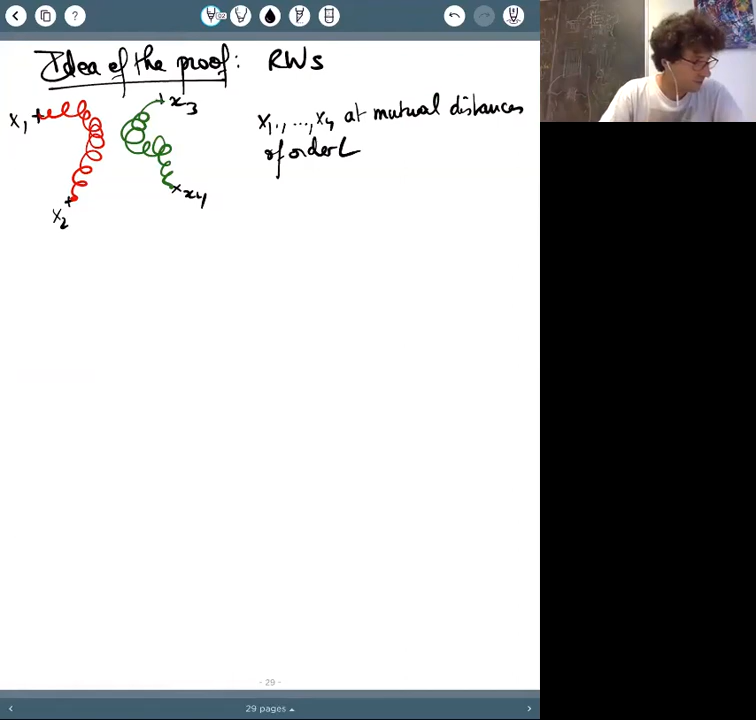 Idea of the proof: RWs
x1, ..., x4 at mutual distances
of order L
x1
x3
x4
x2
- 29 -
29 pages